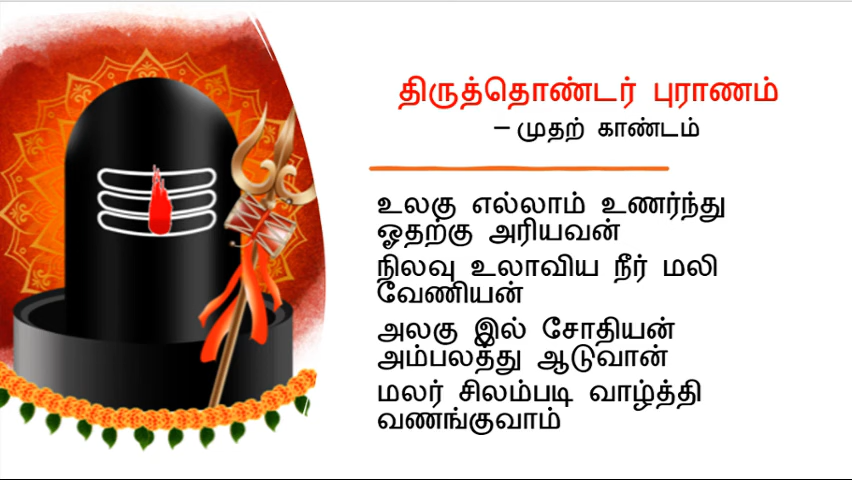 திருத்தொண்டர் புராணம்
– முதற் காண்டம்
உலகு எல்லாம் உணர்ந்து
ஓதற்கு அரியவன்
நிலவு உலாவிய நீர் மலி
வேணியன்
அலகு இல் சோதியன்
அம்பலத்து ஆடுவான்
மலர் சிலம்படி வாழ்த்தி
வணங்குவாம்